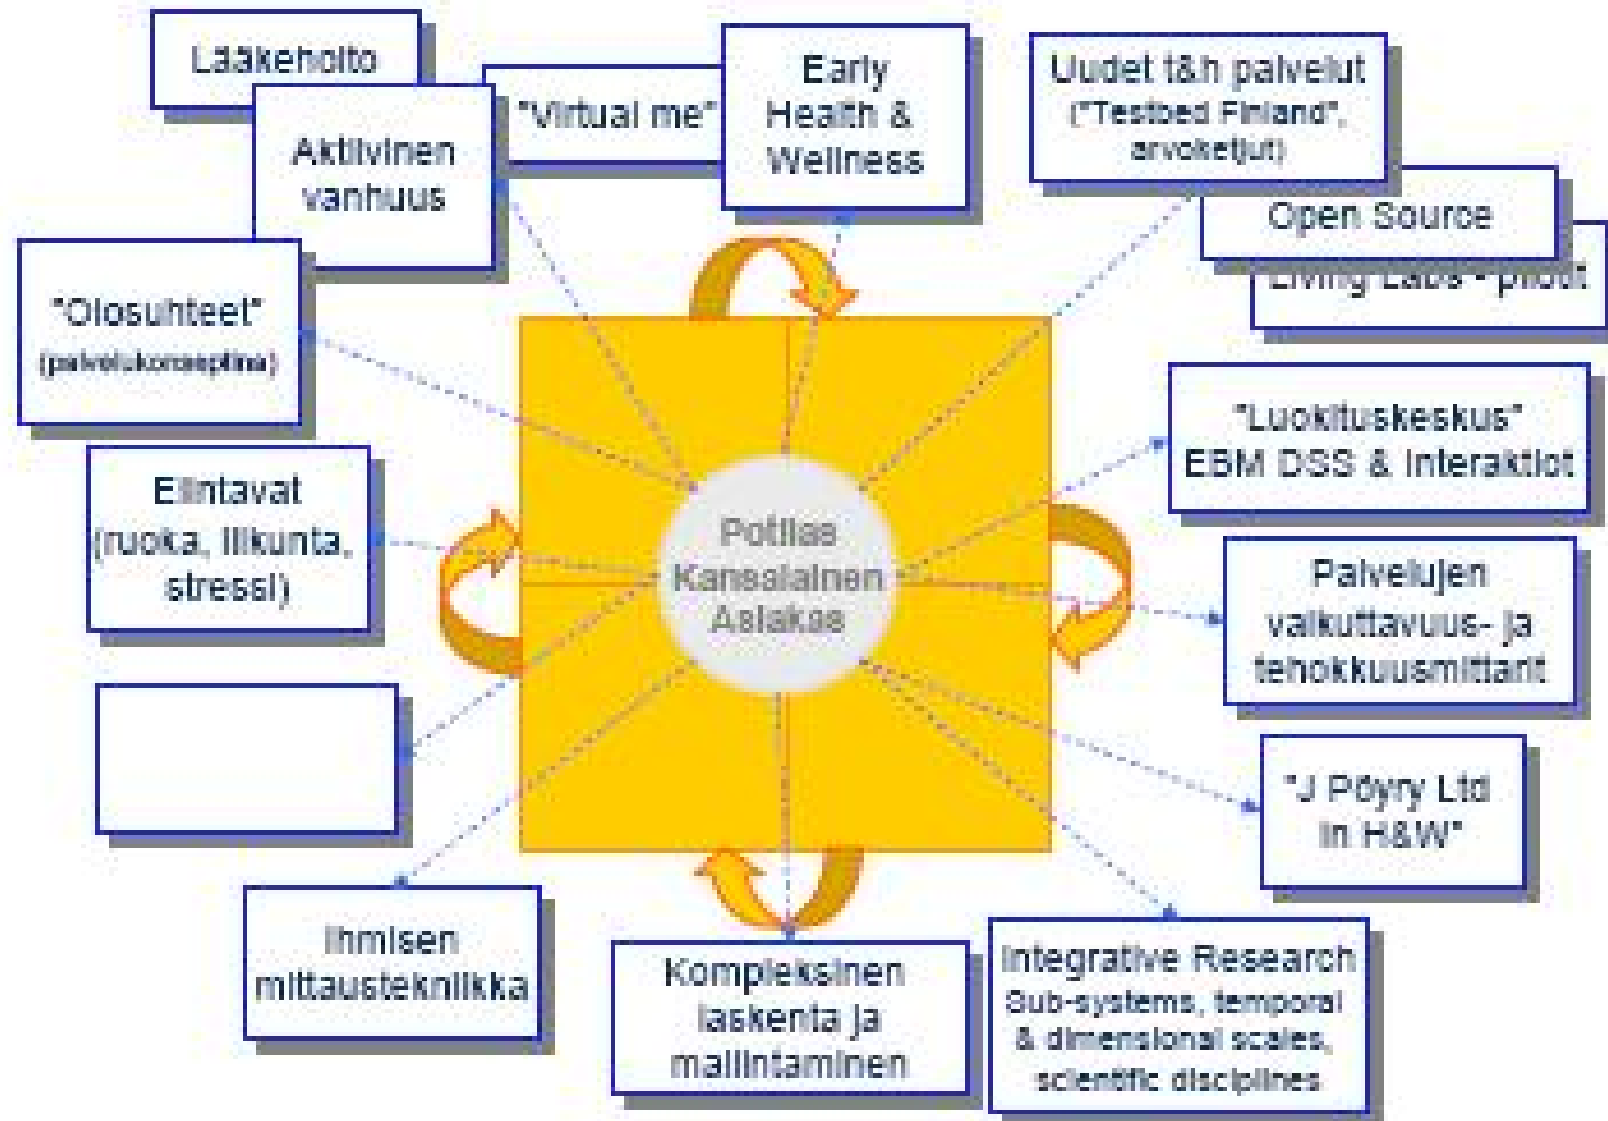 Lääkehoito
Aktiivinen
vanhuus
"Virtual me"
Early
Health &
Wellness
Uudet t&h palvelut
("Testbed Finland",
arvoketjut)
Open Source
Living Labs - pilotit
"Olosuhteet"
(palvelukonseptina)
"Luokituskeskus"
EBM DSS & Interaktiot
Elintavat
(ruoka, liikunta,
stressi)
Potilas
Kansalainen
Asiakas
Palvelujen
vaikuttavuus- ja
tehokkuusmittarit
"J Pöyry Ltd
in H&W"
Ihmisen
mittaustekniikka
Kompleksinen
laskenta ja
mallintaminen
Integrative Research
Sub-systems, temporal
& dimensional scales,
scientific disciplines